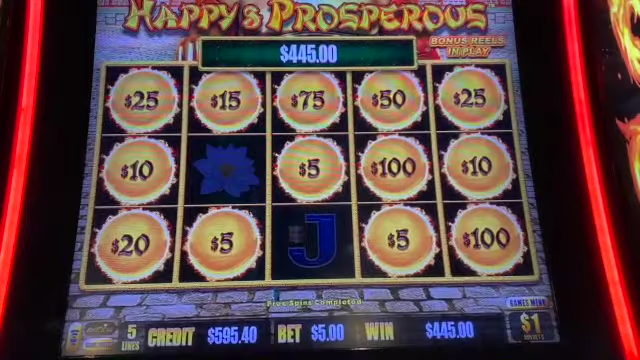 HAPPY & PROSPEROUS
BONUS REELS
IN PLAY
$445.00
$25 $15 $75 $50 $25
$10 $5 $100 $10
$20 $5 J $5 $100
Free Spins Completed
GAMES MENU
5
LINES
CREDIT $595.40 BET $5.00 WIN $445.00
$1